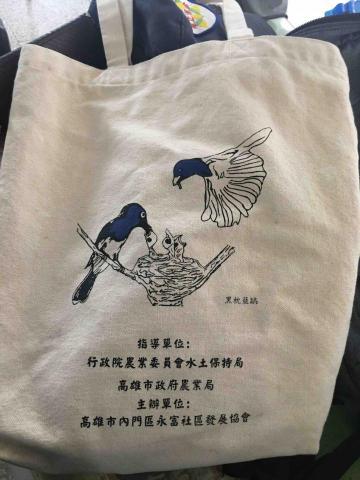 黑枕藍鶲
指導單位：
行政院農業委員會水土保持局
高雄市政府農業局
主辦單位：
高雄市內門區永富社區發展協會